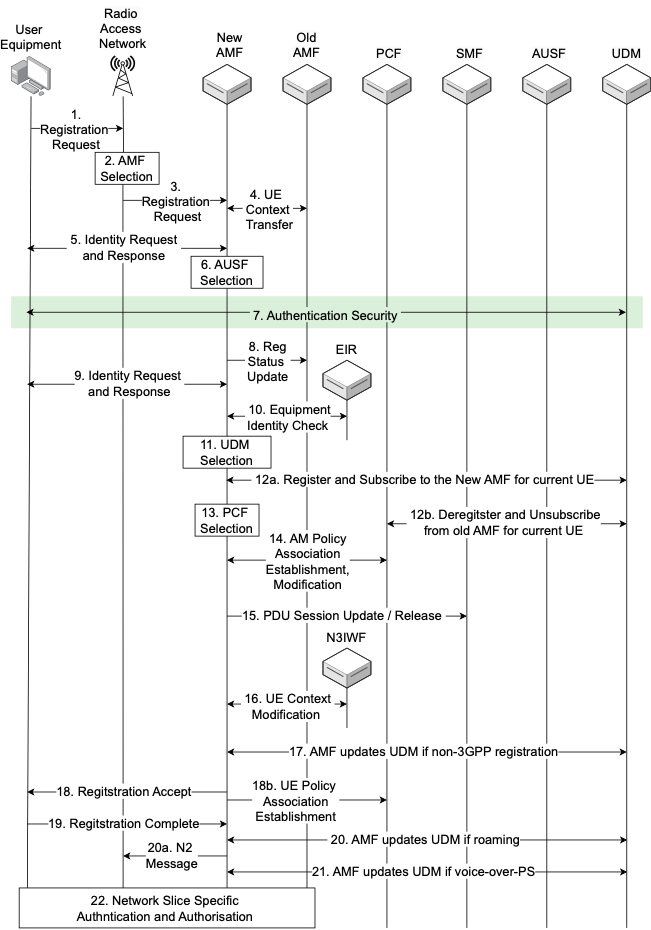 User
Equipment
Radio
Access
Network
New
AMF
Old
AMF
PCF
SMF
AUSF
UDM
1.
Registration
Request
2. AMF
Selection
3.
Registration
Request
4. UE
Context
Transfer
5. Identity Request
and Response
6. AUSF
Selection
7. Authentication Security
8. Reg
Status
Update
EIR
9. Identity Request
and Response
10. Equipment
Identity Check
11. UDM
Selection
12a. Register and Subscribe to the New AMF for current UE
13. PCF
Selection
12b. Deregitster and Unsubscribe
from old AMF for current UE
14. AM Policy
Association
Establishment,
Modification
15. PDU Session Update / Release
N3IWF
16. UE Context
Modification
17. AMF updates UDM if non-3GPP registration
18. Regitstration Accept
18b. UE Policy
Association
Establishment
19. Regitstration Complete
20. AMF updates UDM if roaming
20a. N2
Message
21. AMF updates UDM if voice-over-PS
22. Network Slice Specific
Authntication and Authorisation